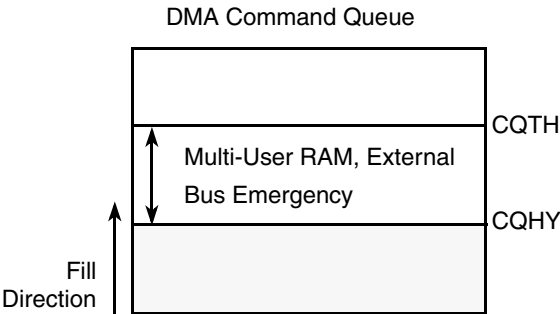 DMA Command Queue
CQTH
Multi-User RAM, External
Bus Emergency
CQHY
Fill
Direction